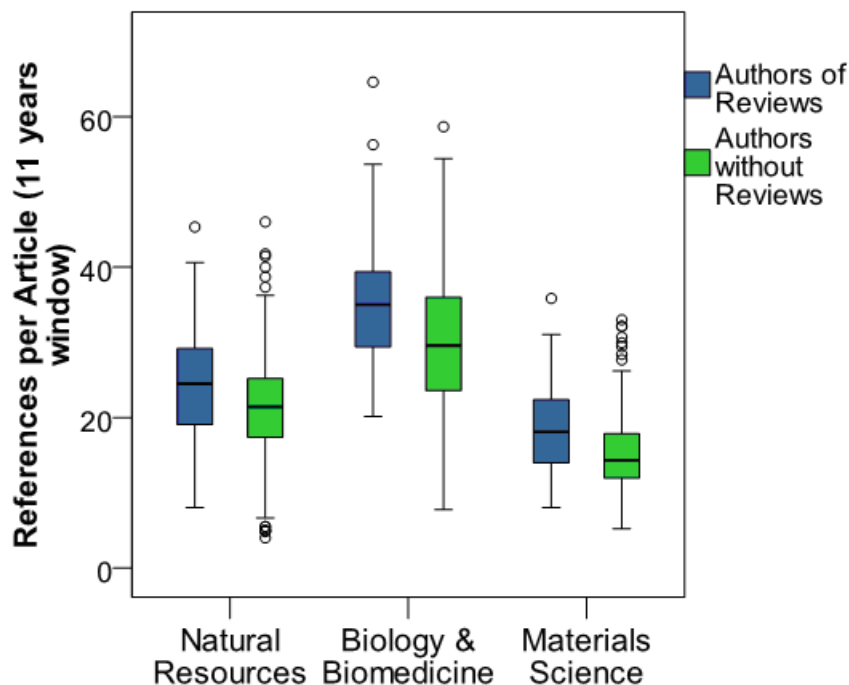 References per Article (11 years
window)
60
40
20
0
Natural
Resources
Biology &
Biomedicine
Materials
Science
Authors of
Reviews
Authors
without
Reviews